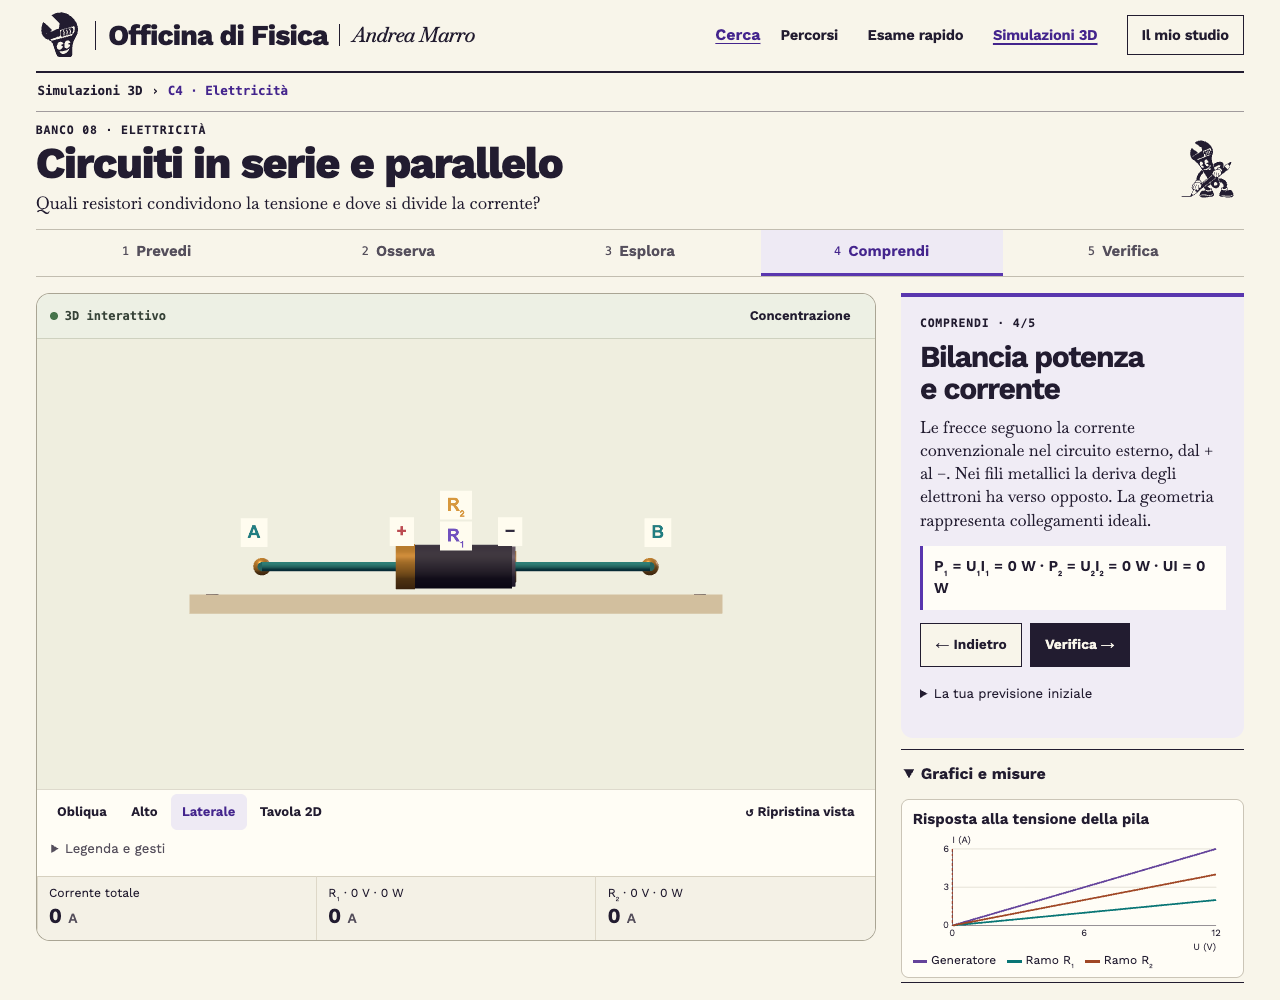 Officina di Fisica
Andrea Marro
Cerca
Percorsi
Esame rapido
Simulazioni 3D
Il mio studio
Simulazioni 3D › C4 · Elettricità
BANCO 08 · ELETTRICITÀ
Circuiti in serie e parallelo
Quali resistori condividono la tensione e dove si divide la corrente?
1 Prevedi
2 Osserva
3 Esplora
4 Comprendi
5 Verifica
3D interattivo
Concentrazione
R₂
A
+
R₁
−
B
Obliqua
Alto
Laterale
Tavola 2D
↺ Ripristina vista
▶ Legenda e gesti
Corrente totale
0 A
R₁ · 0 V · 0 W
0 A
R₂ · 0 V · 0 W
0 A
COMPRENDI · 4/5
Bilancia potenza
e corrente
Le frecce seguono la corrente
convenzionale nel circuito esterno, dal +
al −. Nei fili metallici la deriva degli
elettroni ha verso opposto. La geometria
rappresenta collegamenti ideali.
P₁ = U₁I₁ = 0 W · P₂ = U₂I₂ = 0 W · UI = 0
W
← Indietro
Verifica →
▶ La tua previsione iniziale
▼ Grafici e misure
Risposta alla tensione della pila
I (A)
6
3
0
0
6
12
U (V)
Generatore
Ramo R₁
Ramo R₂